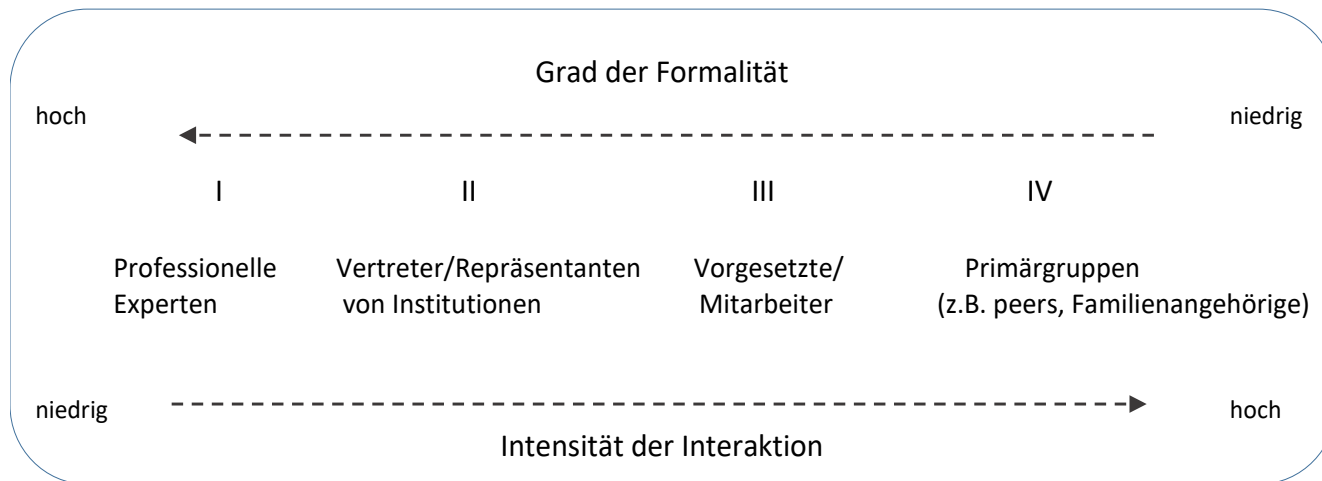 Grad der Formalität
hoch niedrig
I II III IV
Professionelle Vertreter/Repräsentanten Vorgesetzte/ Primärgruppen
Experten von Institutionen Mitarbeiter (z.B. peers, Familienangehörige)
niedrig hoch
Intensität der Interaktion